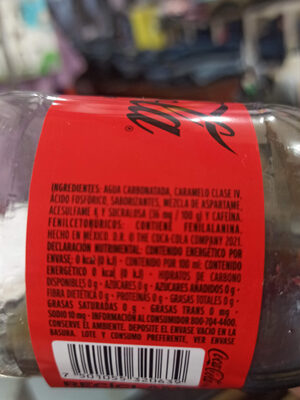 Cola
®
INGREDIENTES: AGUA CARBONATADA, CARAMELO CLASE IV,
ÁCIDO FOSFÓRICO, SABORIZANTES, MEZCLA DE ASPARTAME,
ACESULFAME K Y SUCRALOSA (36 mg / 100 g) Y CAFEÍNA.
FENILCETONÚRICOS: CONTIENE FENILALANINA.
HECHO EN MÉXICO. D.R. © THE COCA-COLA COMPANY 2021.
DECLARACIÓN NUTRIMENTAL: CONTENIDO ENERGÉTICO POR
ENVASE: 0 kcal (0 kJ) - CONTENIDO POR 100 ml: CONTENIDO
ENERGÉTICO 0 kcal (0 kJ) - HIDRATOS DE CARBONO
DISPONIBLES 0 g - AZÚCARES 0 g - AZÚCARES AÑADIDOS 0 g -
FIBRA DIETÉTICA 0 g - PROTEÍNAS 0 g - GRASAS TOTALES 0 g -
GRASAS SATURADAS 0 g - GRASAS TRANS 0 mg -
SODIO 10 mg - INFORMACIÓN AL CONSUMIDOR 800-704-4400.
CONSERVE EL AMBIENTE. DEPOSITE EL ENVASE VACÍO EN LA
BASURA. LOTE Y CONSUMO PREFERENTE, VER ENVASE
Coca-Cola